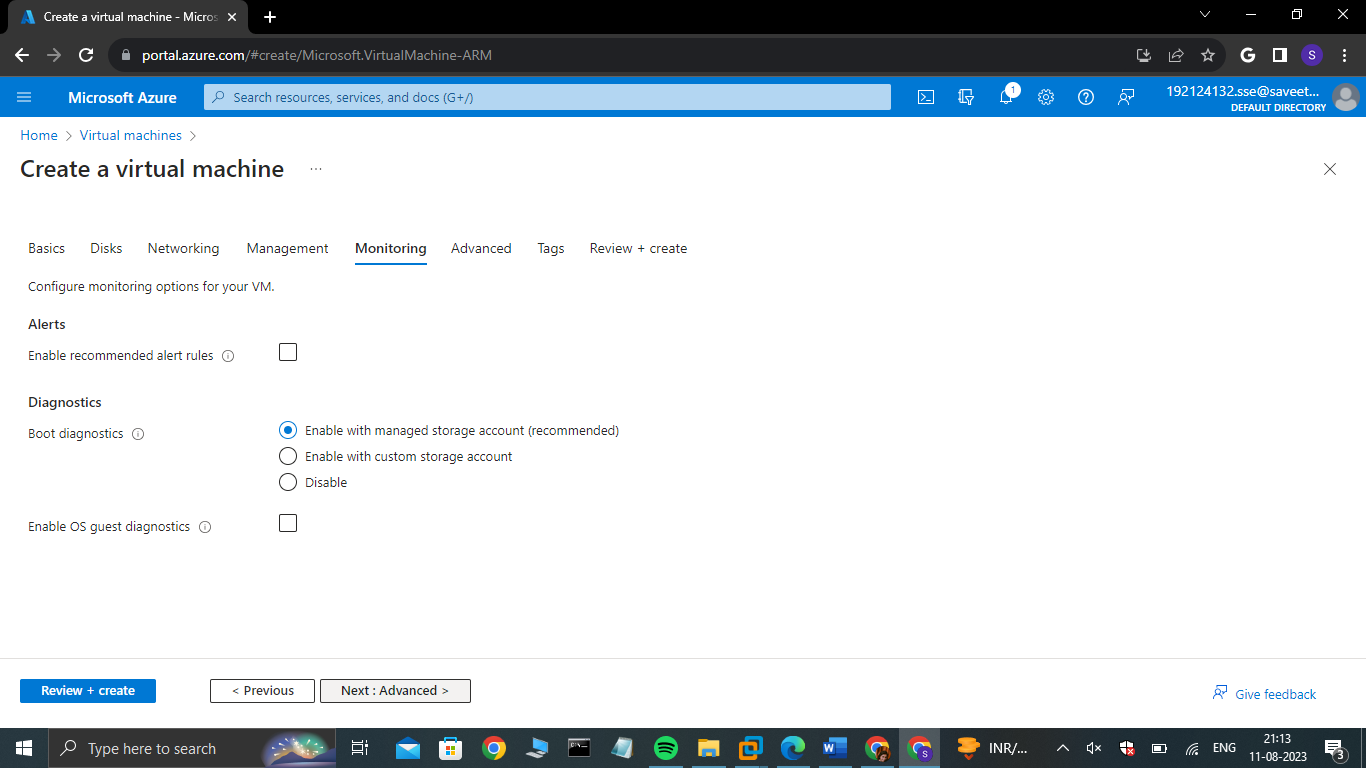 Create a virtual machine - Micros
portal.azure.com/#create/Microsoft.VirtualMachine-ARM
G
S
Microsoft Azure
Search resources, services, and docs (G+/)
1
192124132.sse@saveet...
DEFAULT DIRECTORY
Home > Virtual machines >
Create a virtual machine ...
Basics Disks Networking Management Monitoring Advanced Tags Review + create
Configure monitoring options for your VM.
Alerts
Enable recommended alert rules
Diagnostics
Boot diagnostics
Enable with managed storage account (recommended)
Enable with custom storage account
Disable
Enable OS guest diagnostics
Review + create
< Previous
Next : Advanced >
Give feedback
Type here to search
INR/...
ENG
21:13
11-08-2023
3